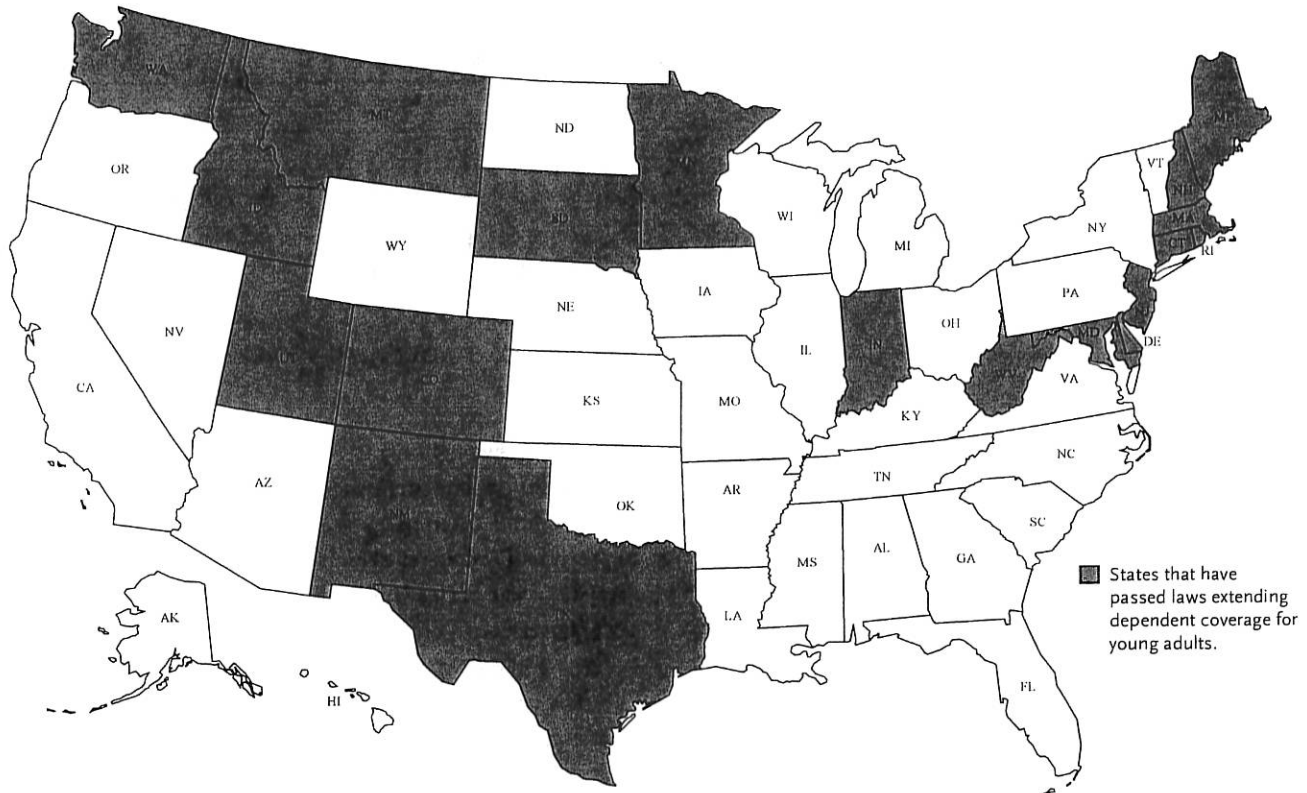 WA
MT
ND
OR
ID
SD
WY
WI
MI
VT
NH
MA
CT
RI
NY
NV
NE
IA
PA
IL
IN
OH
MD
DE
CA
UT
CO
KS
MO
WV
VA
KY
AZ
OK
AR
TN
NC
SC
MS
AL
GA
LA
AK
HI
FL
States that have
passed laws extending
dependent coverage for
young adults.